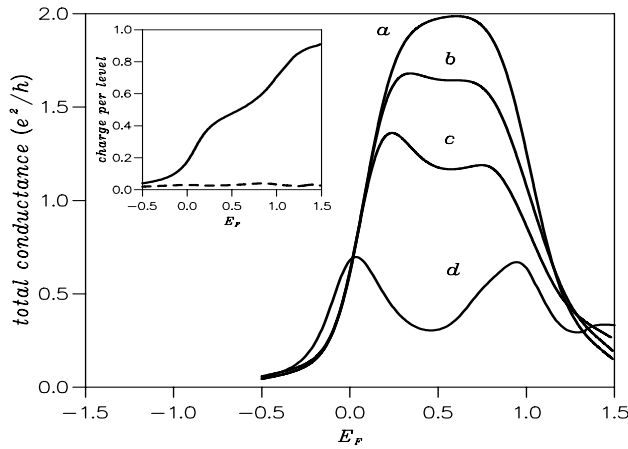 total conductance (e²/h)
2.0
1.5
1.0
0.5
0.0
−1.5 −1.0 −0.5 0.0 0.5 1.0 1.5
E_F
a
b
c
d
charge per level
1.0
0.8
0.6
0.4
0.2
0.0
−0.5 0.0 0.5 1.0 1.5
E_F